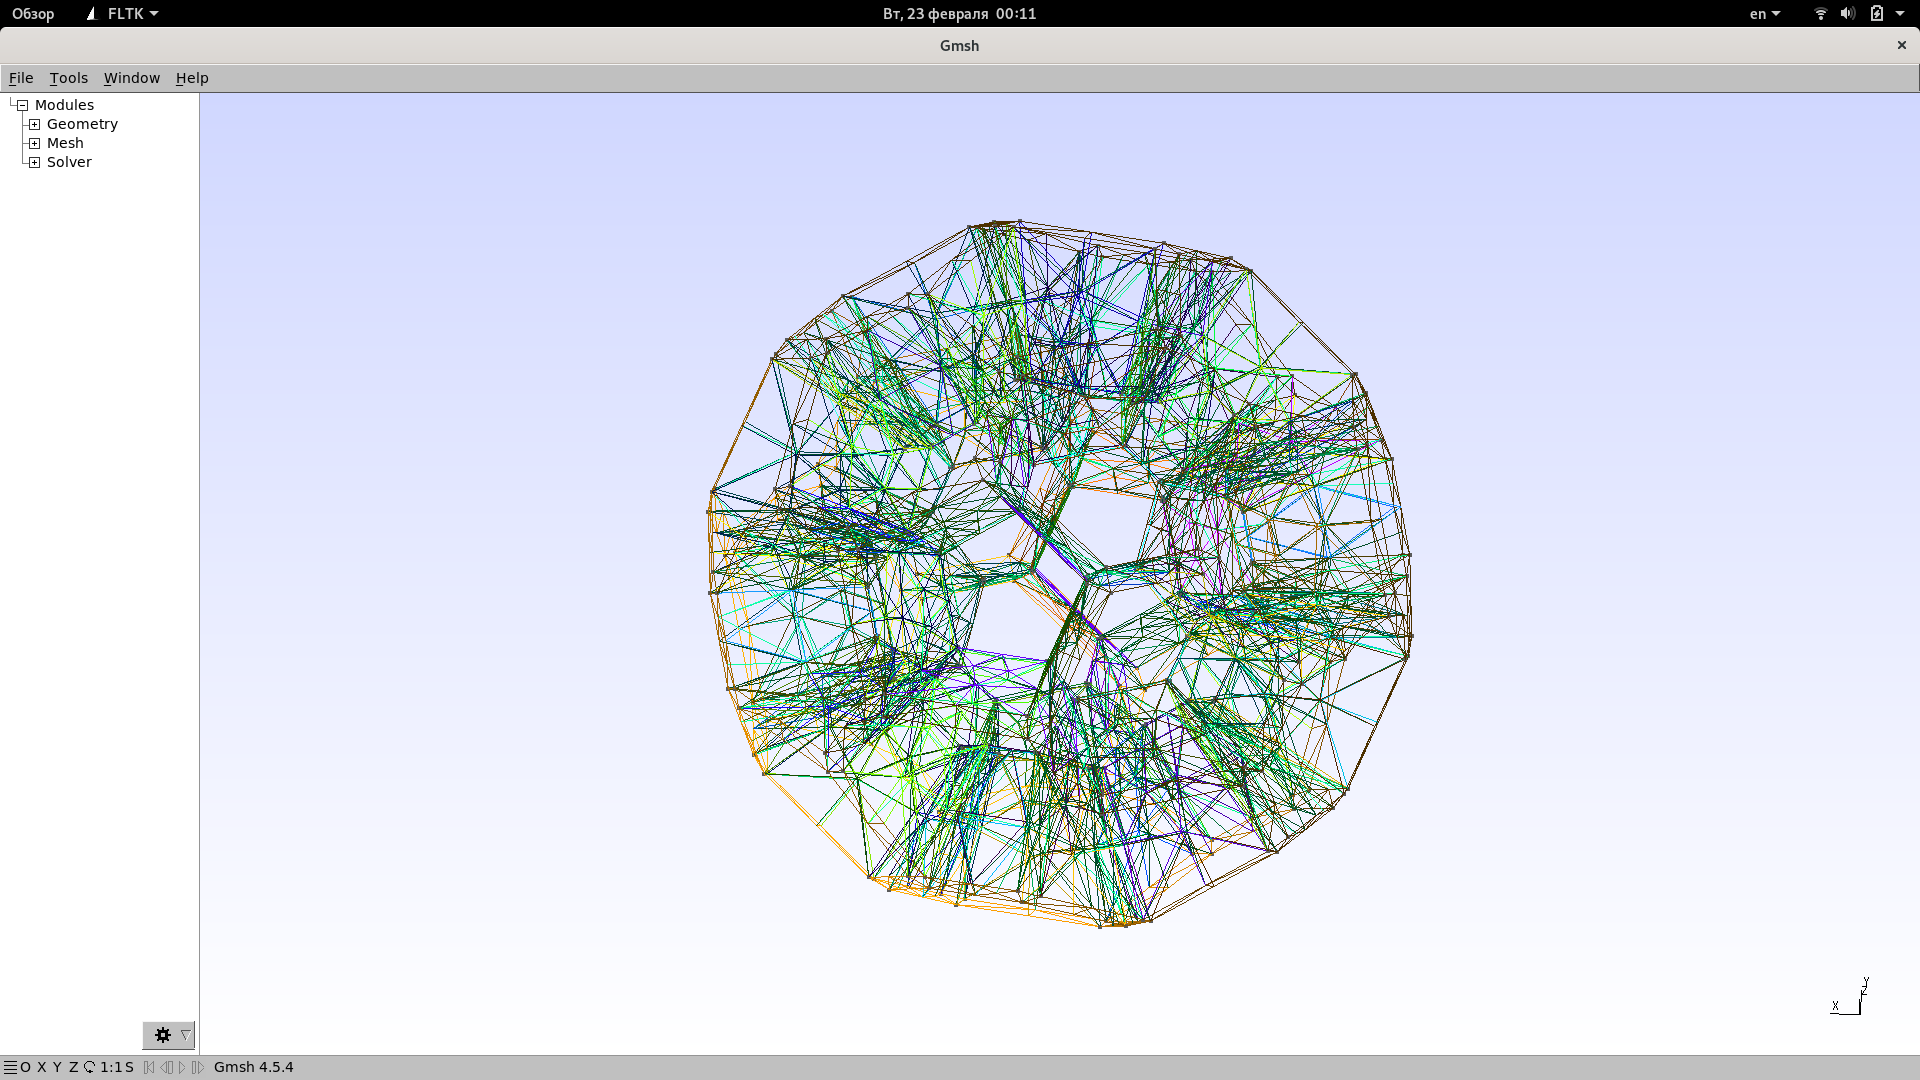 Обзор FLTK Вт, 23 февраля 00:11 en
Gmsh
File Tools Window Help
Modules
Geometry
Mesh
Solver
Y
Z
X
O X Y Z 1:1 S Gmsh 4.5.4